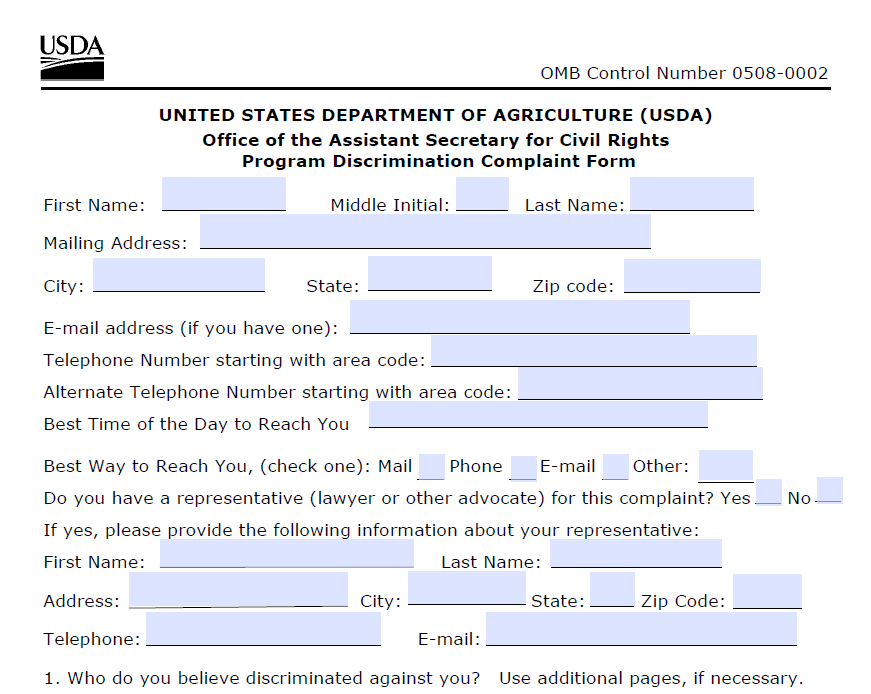 USDA
OMB Control Number 0508-0002
UNITED STATES DEPARTMENT OF AGRICULTURE (USDA)
Office of the Assistant Secretary for Civil Rights
Program Discrimination Complaint Form
First Name: Middle Initial: Last Name:
Mailing Address:
City: State: Zip code:
E-mail address (if you have one):
Telephone Number starting with area code:
Alternate Telephone Number starting with area code:
Best Time of the Day to Reach You
Best Way to Reach You, (check one): Mail Phone E-mail Other:
Do you have a representative (lawyer or other advocate) for this complaint? Yes No
If yes, please provide the following information about your representative:
First Name: Last Name:
Address: City: State: Zip Code:
Telephone: E-mail:
1. Who do you believe discriminated against you? Use additional pages, if necessary.